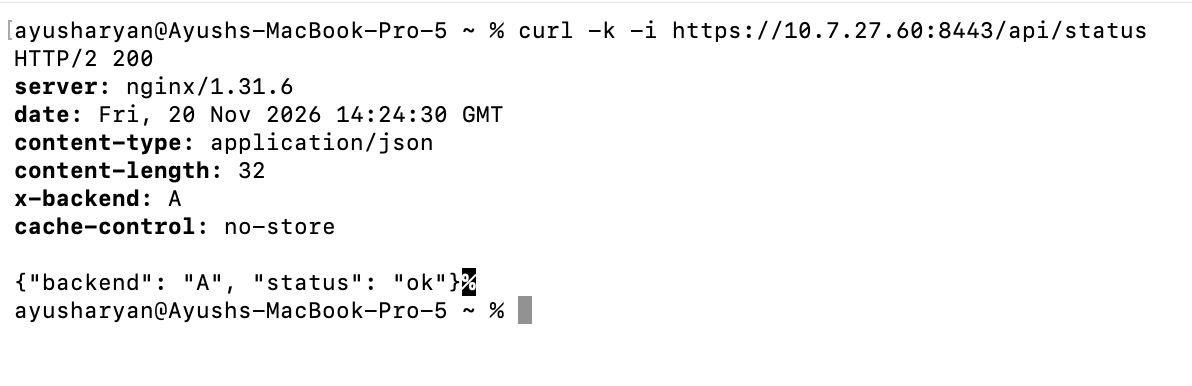 [ayusharyan@Ayushs-MacBook-Pro-5 ~ % curl -k -i https://10.7.27.60:8443/api/status
HTTP/2 200
server: nginx/1.31.6
date: Fri, 20 Nov 2026 14:24:30 GMT
content-type: application/json
content-length: 32
x-backend: A
cache-control: no-store

{"backend": "A", "status": "ok"}%
ayusharyan@Ayushs-MacBook-Pro-5 ~ %